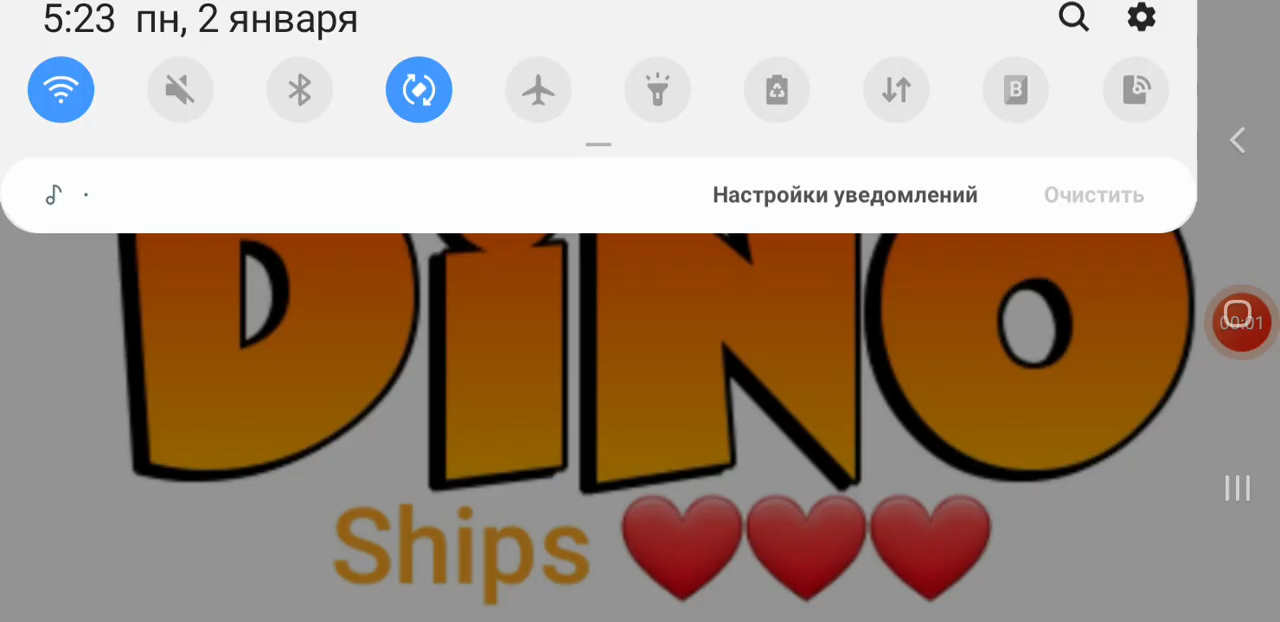 5:23 пн, 2 января
B
Настройки уведомлений Очистить
DiNO
00:01
Ships ❤️❤️❤️